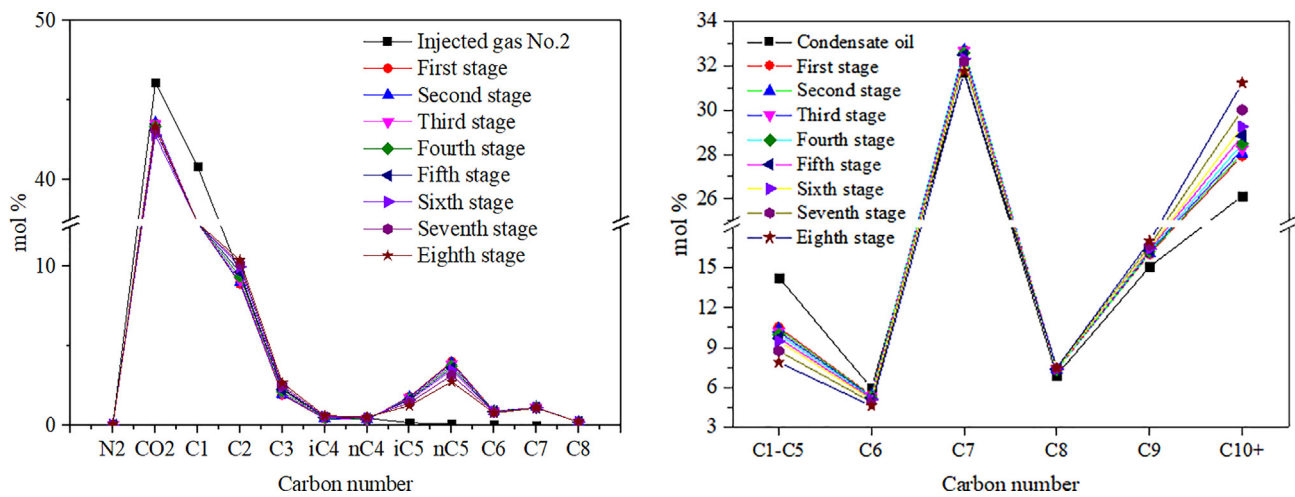 50
40
10
0
mol %
N2 CO2 C1 C2 C3 iC4 nC4 iC5 nC5 C6 C7 C8
Carbon number
Injected gas No.2
First stage
Second stage
Third stage
Fourth stage
Fifth stage
Sixth stage
Seventh stage
Eighth stage
34
32
30
28
26
15
12
9
6
3
mol %
C1-C5 C6 C7 C8 C9 C10+
Carbon number
Condensate oil
First stage
Second stage
Third stage
Fourth stage
Fifth stage
Sixth stage
Seventh stage
Eighth stage